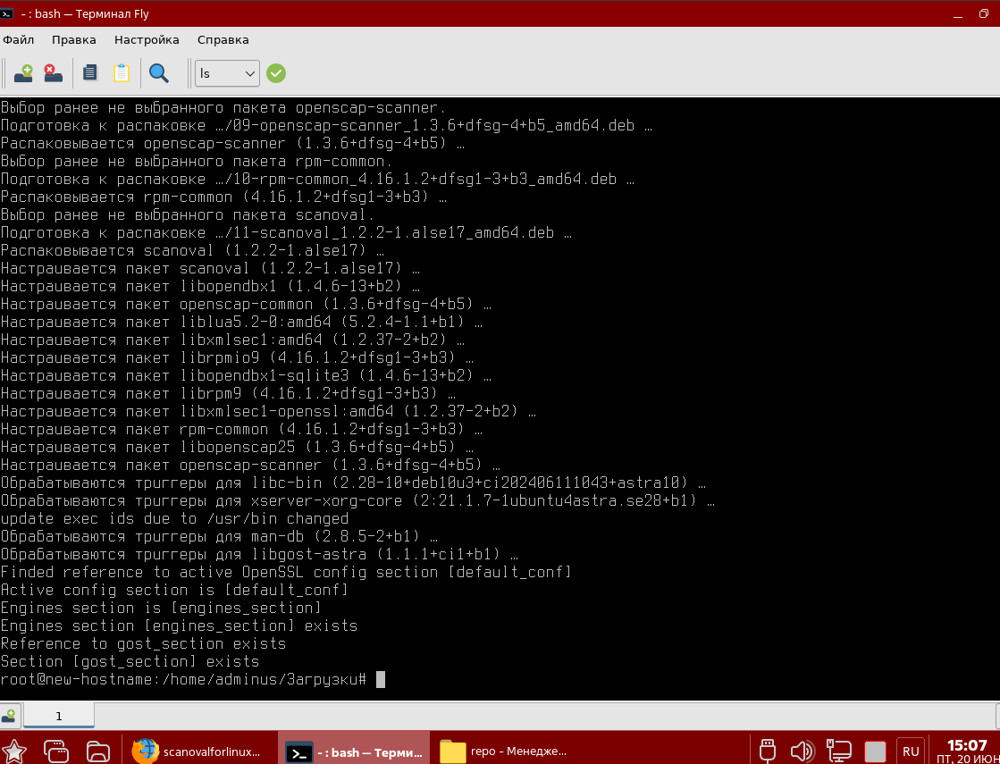 - : bash — Терминал Fly
Файл Правка Настройка Справка
ls
Выбор ранее не выбранного пакета openscap-scanner.
Подготовка к распаковке …/09-openscap-scanner_1.3.6+dfsg-4+b5_amd64.deb …
Распаковывается openscap-scanner (1.3.6+dfsg-4+b5) …
Выбор ранее не выбранного пакета rpm-common.
Подготовка к распаковке …/10-rpm-common_4.16.1.2+dfsg1-3+b3_amd64.deb …
Распаковывается rpm-common (4.16.1.2+dfsg1-3+b3) …
Выбор ранее не выбранного пакета scanoval.
Подготовка к распаковке …/11-scanoval_1.2.2-1.alse17_amd64.deb …
Распаковывается scanoval (1.2.2-1.alse17) …
Настраивается пакет scanoval (1.2.2-1.alse17) …
Настраивается пакет libopendbx1 (1.4.6-13+b2) …
Настраивается пакет openscap-common (1.3.6+dfsg-4+b5) …
Настраивается пакет liblua5.2-0:amd64 (5.2.4-1.1+b1) …
Настраивается пакет libxmlsec1:amd64 (1.2.37-2+b2) …
Настраивается пакет librpmio9 (4.16.1.2+dfsg1-3+b3) …
Настраивается пакет libopendbx1-sqlite3 (1.4.6-13+b2) …
Настраивается пакет librpm9 (4.16.1.2+dfsg1-3+b3) …
Настраивается пакет libxmlsec1-openssl:amd64 (1.2.37-2+b2) …
Настраивается пакет rpm-common (4.16.1.2+dfsg1-3+b3) …
Настраивается пакет libopenscap25 (1.3.6+dfsg-4+b5) …
Настраивается пакет openscap-scanner (1.3.6+dfsg-4+b5) …
Обрабатываются триггеры для libc-bin (2.28-10+deb10u3+ci202406111043+astra10) …
Обрабатываются триггеры для xserver-xorg-core (2:21.1.7-1ubuntu4astra.se28+b1) …
update exec ids due to /usr/bin changed
Обрабатываются триггеры для man-db (2.8.5-2+b1) …
Обрабатываются триггеры для libgost-astra (1.1.1+ci1+b1) …
Finded reference to active OpenSSL config section [default_conf]
Active config section is [default_conf]
Engines section is [engines_section]
Engines section [engines_section] exists
Reference to gost_section exists
Section [gost_section] exists
root@new-hostname:/home/adminus/Загрузки#
1
scanovalforlinux... - : bash — Терми... repo – Менедже... RU 15:07
ПТ, 20 ИЮН